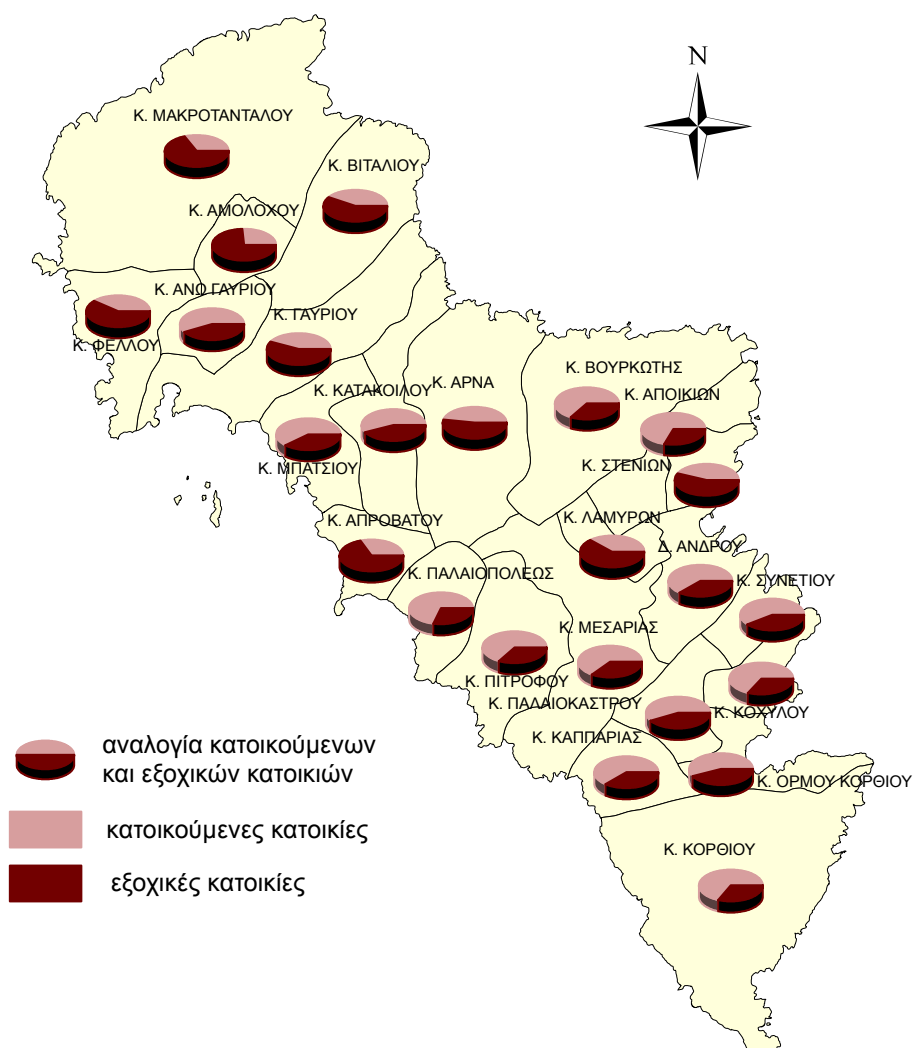 N
Κ. ΜΑΚΡΟΤΑΝΤΑΛΟΥ
Κ. ΒΙΤΑΛΙΟΥ
Κ. ΑΜΟΛΟΧΟΥ
Κ. ΑΝΩ ΓΑΥΡΙΟΥ
Κ. ΓΑΥΡΙΟΥ
Κ. ΦΕΛΛΟΥ
Κ. ΒΟΥΡΚΩΤΗΣ
Κ. ΚΑΤΑΚΟΙΛΟΥ
Κ. ΑΡΝΑ
Κ. ΑΠΟΙΚΙΩΝ
Κ. ΜΠΑΤΣΙΟΥ
Κ. ΣΤΕΝΙΩΝ
Κ. ΑΠΡΟΒΑΤΟΥ
Κ. ΛΑΜΥΡΩΝ
Δ. ΑΝΔΡΟΥ
Κ. ΠΑΛΑΙΟΠΟΛΕΩΣ
Κ. ΣΥΝΕΤΙΟΥ
Κ. ΜΕΣΑΡΙΑΣ
Κ. ΠΙΤΡΟΦΟΥ
Κ. ΠΑΛΑΙΟΚΑΣΤΡΟΥ
Κ. ΚΟΧΥΛΟΥ
Κ. ΚΑΠΠΑΡΙΑΣ
Κ. ΟΡΜΟΥ ΚΟΡΘΙΟΥ
Κ. ΚΟΡΘΙΟΥ
αναλογία κατοικούμενων
και εξοχικών κατοικιών
κατοικούμενες κατοικίες
εξοχικές κατοικίες